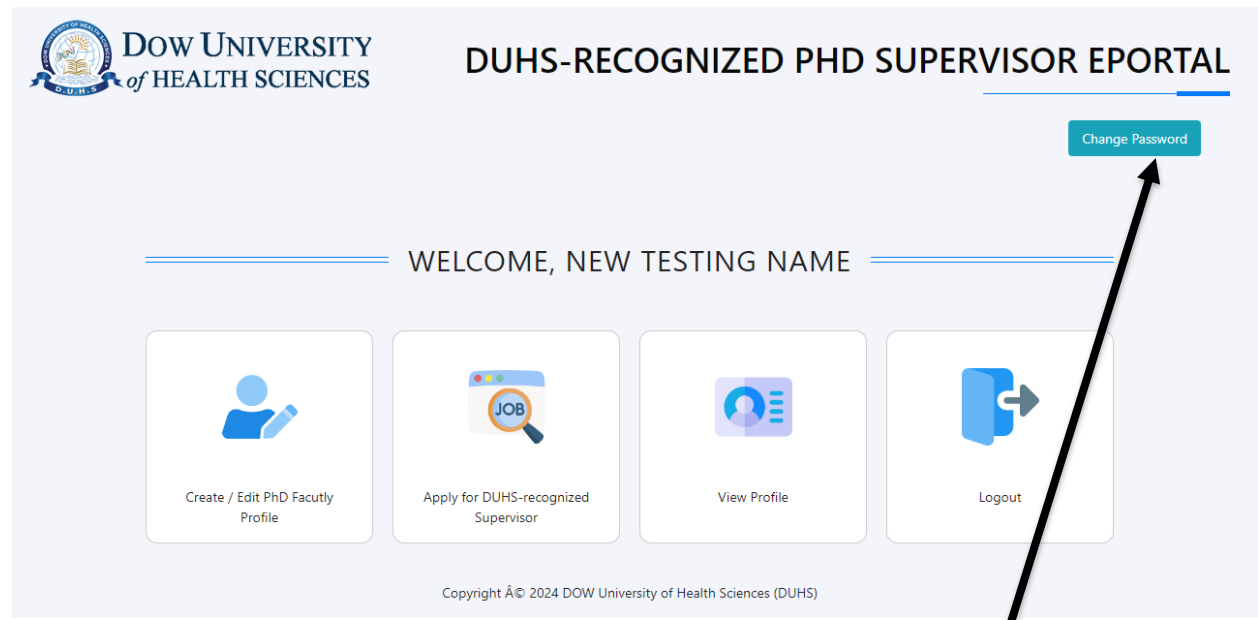 DOW UNIVERSITY
of HEALTH SCIENCES
D.U.H.S
DUHS-RECOGNIZED PHD SUPERVISOR EPORTAL
Change Password
WELCOME, NEW TESTING NAME
JOB
Create / Edit PhD Facutly
Profile
Apply for DUHS-recognized
Supervisor
View Profile
Logout
Copyright Â© 2024 DOW University of Health Sciences (DUHS)